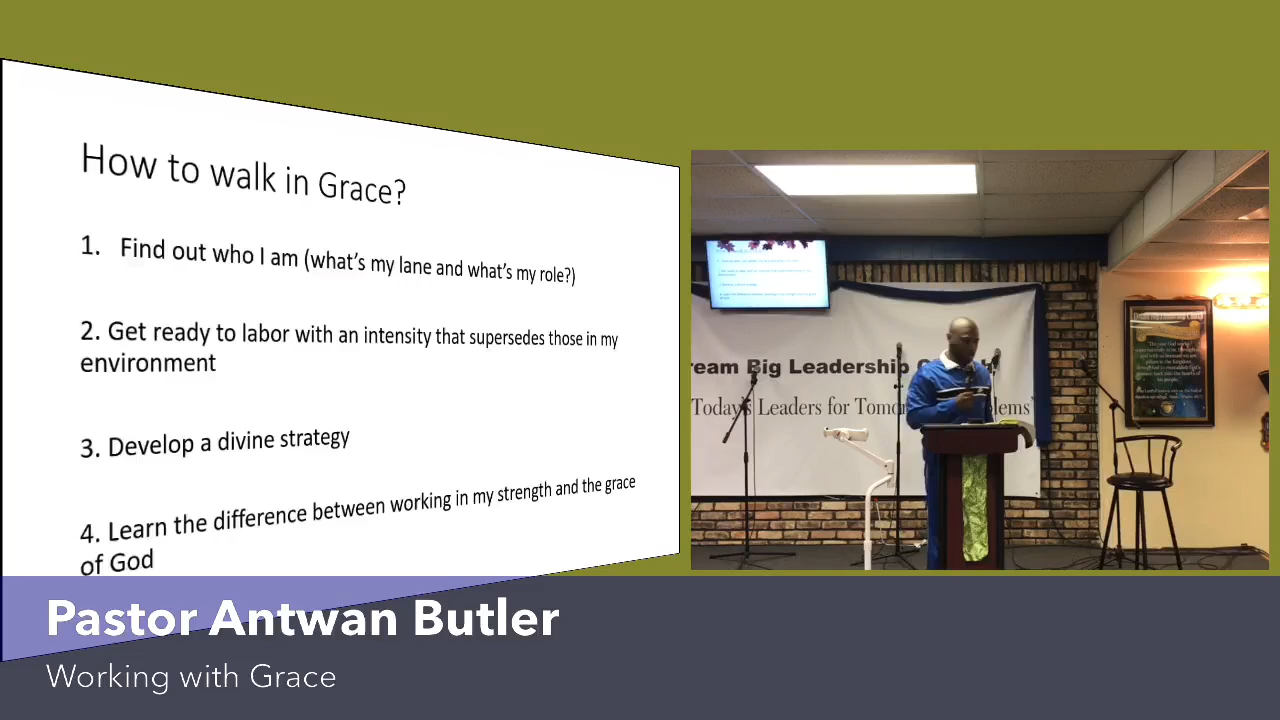 How to walk in Grace?
1. Find out who I am (what's my lane and what's my role?)
2. Get ready to labor with an intensity that supersedes those in my
environment
3. Develop a divine strategy
4. Learn the difference between working in my strength and the grace
of God
ream Big Leadership
Today's Leaders for
Pastor Antwan Butler
Working with Grace